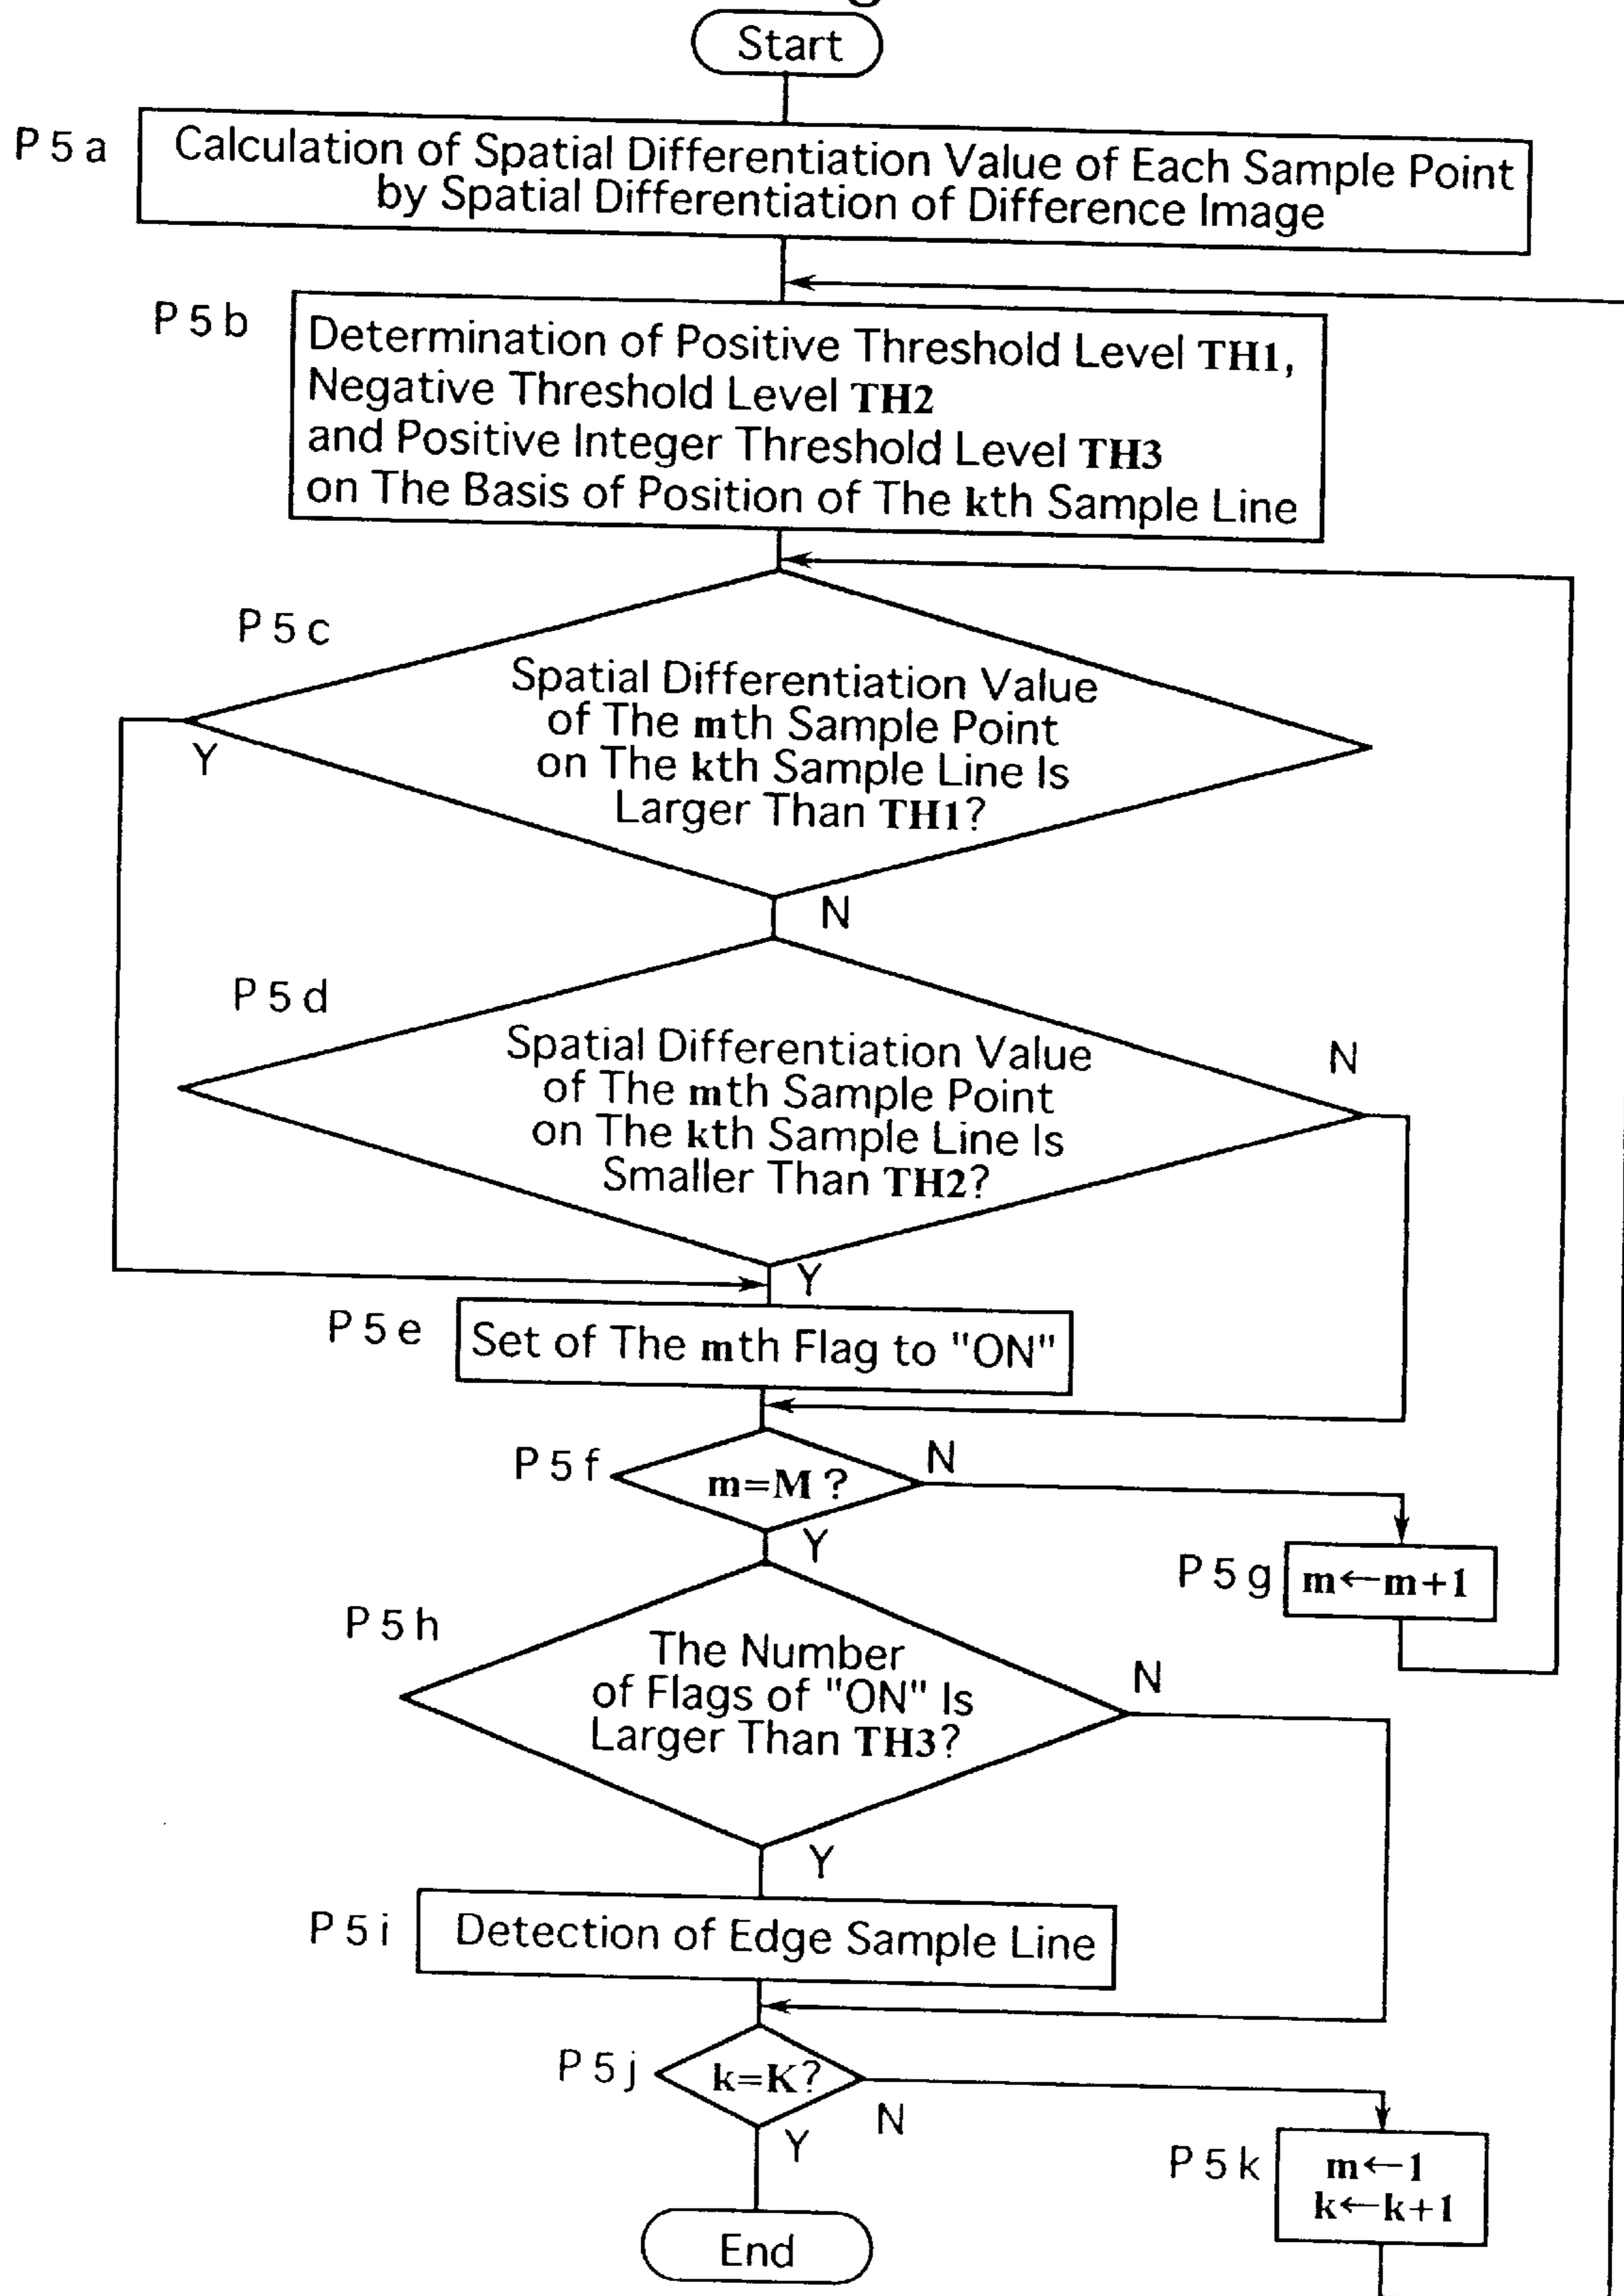 Start
P5a
Calculation of Spatial Differentiation Value of Each Sample Point
by Spatial Differentiation of Difference Image
P5b
Determination of Positive Threshold Level TH1,
Negative Threshold Level TH2
and Positive Integer Threshold Level TH3
on The Basis of Position of The kth Sample Line
P5c
Spatial Differentiation Value
of The mth Sample Point
on The kth Sample Line Is
Larger Than TH1?
Y
N
P5d
Spatial Differentiation Value
of The mth Sample Point
on The kth Sample Line Is
Smaller Than TH2?
N
Y
P5e
Set of The mth Flag to "ON"
P5f
m=M?
N
Y
P5g
m←m+1
P5h
The Number
of Flags of "ON" Is
Larger Than TH3?
N
Y
P5i
Detection of Edge Sample Line
P5j
k=K?
N
Y
P5k
m←1
k←k+1
End